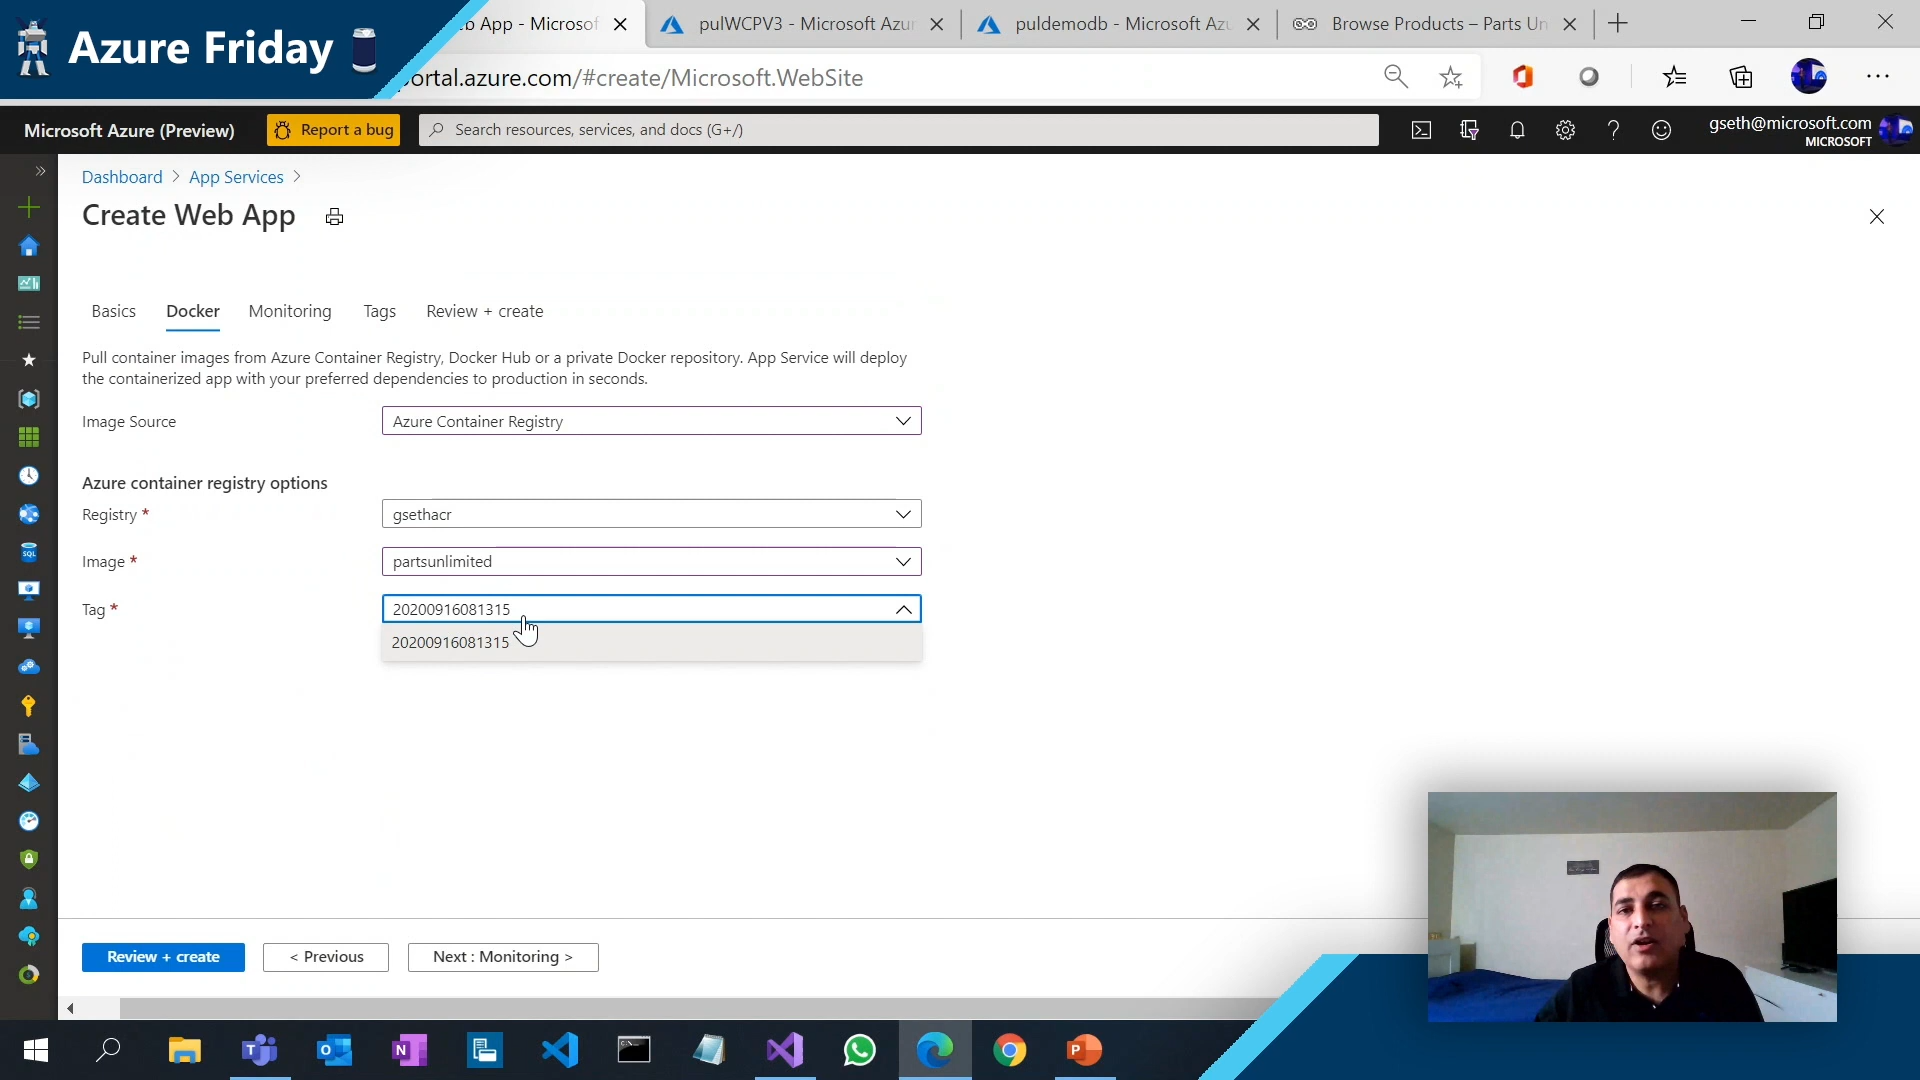 Azure Friday
b App - Microsof
pulWCPV3 - Microsoft Azur
puldemodb - Microsoft Azu
Browse Products – Parts Un
ortal.azure.com/#create/Microsoft.WebSite
Microsoft Azure (Preview)
Report a bug
Search resources, services, and docs (G+/)
gseth@microsoft.com
MICROSOFT
Dashboard > App Services >
Create Web App
Basics
Docker
Monitoring
Tags
Review + create
Pull container images from Azure Container Registry, Docker Hub or a private Docker repository. App Service will deploy
the containerized app with your preferred dependencies to production in seconds.
Image Source
Azure Container Registry
Azure container registry options
Registry *
gsethacr
Image *
partsunlimited
Tag *
20200916081315
20200916081315
Review + create
< Previous
Next : Monitoring >